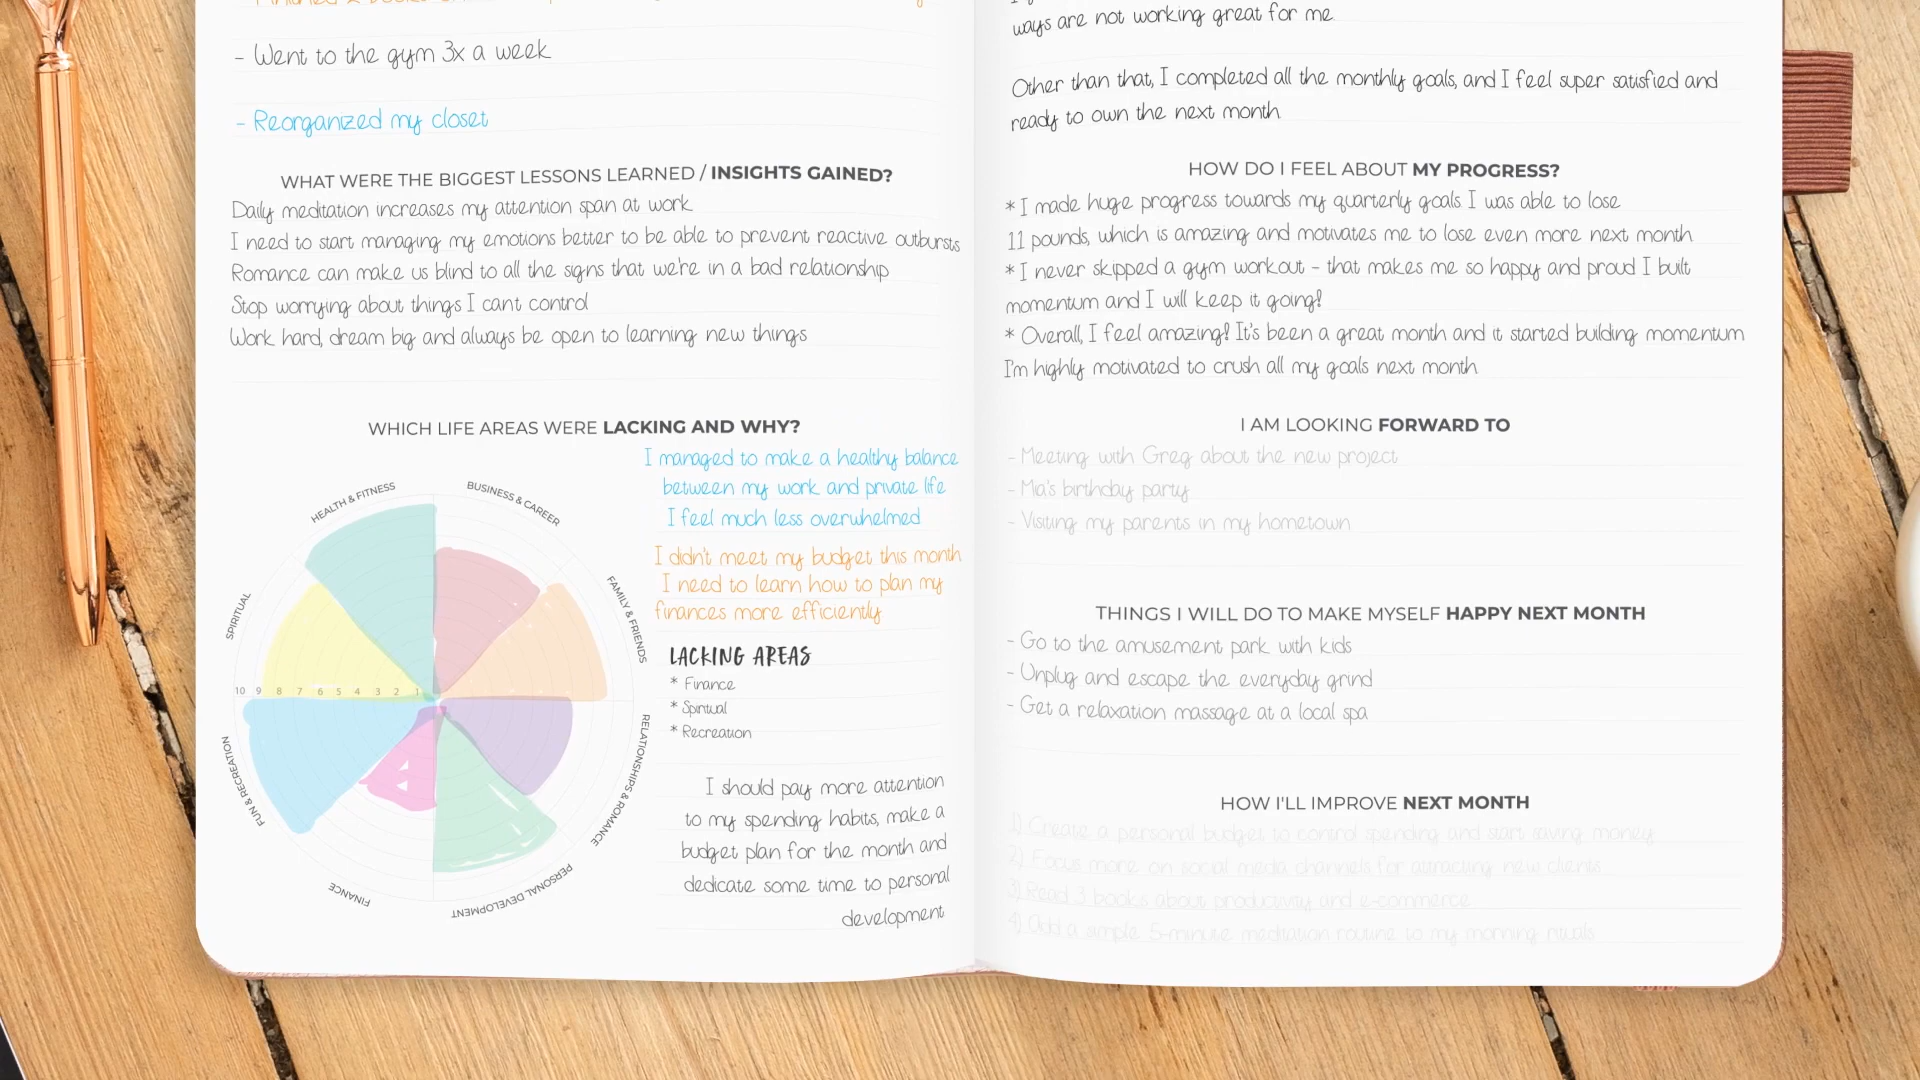 Finished 2 books
- Went to the gym 3x a week
- Reorganized my closet
WHAT WERE THE BIGGEST LESSONS LEARNED / INSIGHTS GAINED?
Daily meditation increases my attention span at work
I need to start managing my emotions better to be able to prevent reactive outbursts
Romance can make us blind to all the signs that we're in a bad relationship
Stop worrying about things I cant control
Work hard, dream big and always be open to learning new things
WHICH LIFE AREAS WERE LACKING AND WHY?
HEALTH & FITNESS
BUSINESS & CAREER
FAMILY & FRIENDS
RELATIONSHIPS & ROMANCE
PERSONAL DEVELOPMENT
FINANCE
FUN & RECREATION
SPIRITUAL
10 9 8 7 6 5 4 3 2 1
I managed to make a healthy balance
between my work and private life
I feel much less overwhelmed
I didn't meet my budget this month
I need to learn how to plan my
finances more efficiently
LACKING AREAS
* Finance
* Spiritual
* Recreation
I should pay more attention
to my spending habits, make a
budget plan for the month and
dedicate some time to personal
development
ways are not working great for me
Other than that, I completed all the monthly goals, and I feel super satisfied and
ready to own the next month
HOW DO I FEEL ABOUT MY PROGRESS?
* I made huge progress towards my quarterly goals I was able to lose
11 pounds, which is amazing and motivates me to lose even more next month
* I never skipped a gym workout - that makes me so happy and proud I built
momentum and I will keep it going!
* Overall, I feel amazing! It's been a great month and it started building momentum
I'm highly motivated to crush all my goals next month
I AM LOOKING FORWARD TO
- Meeting with Greg about the new project
- Mia's birthday party
- Visiting my parents in my hometown
THINGS I WILL DO TO MAKE MYSELF HAPPY NEXT MONTH
- Go to the amusement park with kids
- Unplug and escape the everyday grind
- Get a relaxation massage at a local spa
HOW I'LL IMPROVE NEXT MONTH
1) Create a personal budget to control spending and start saving money
2) Focus more on social media channels for attracting new clients
3) Read 3 books about productivity and e-commerce
4) Add a simple 5-minute meditation routine to my morning rituals